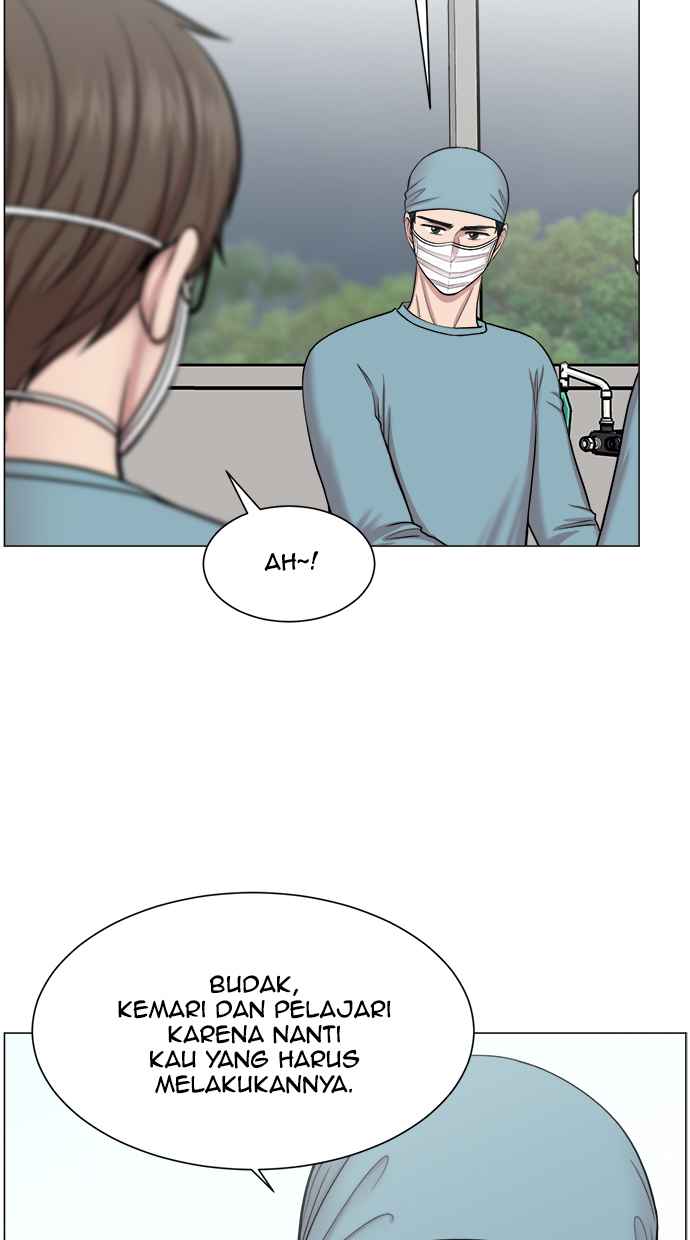 AH~!
BUDAK,
KEMARI DAN PELAJARI
KARENA NANTI
KAU YANG HARUS
MELAKUKANNYA.